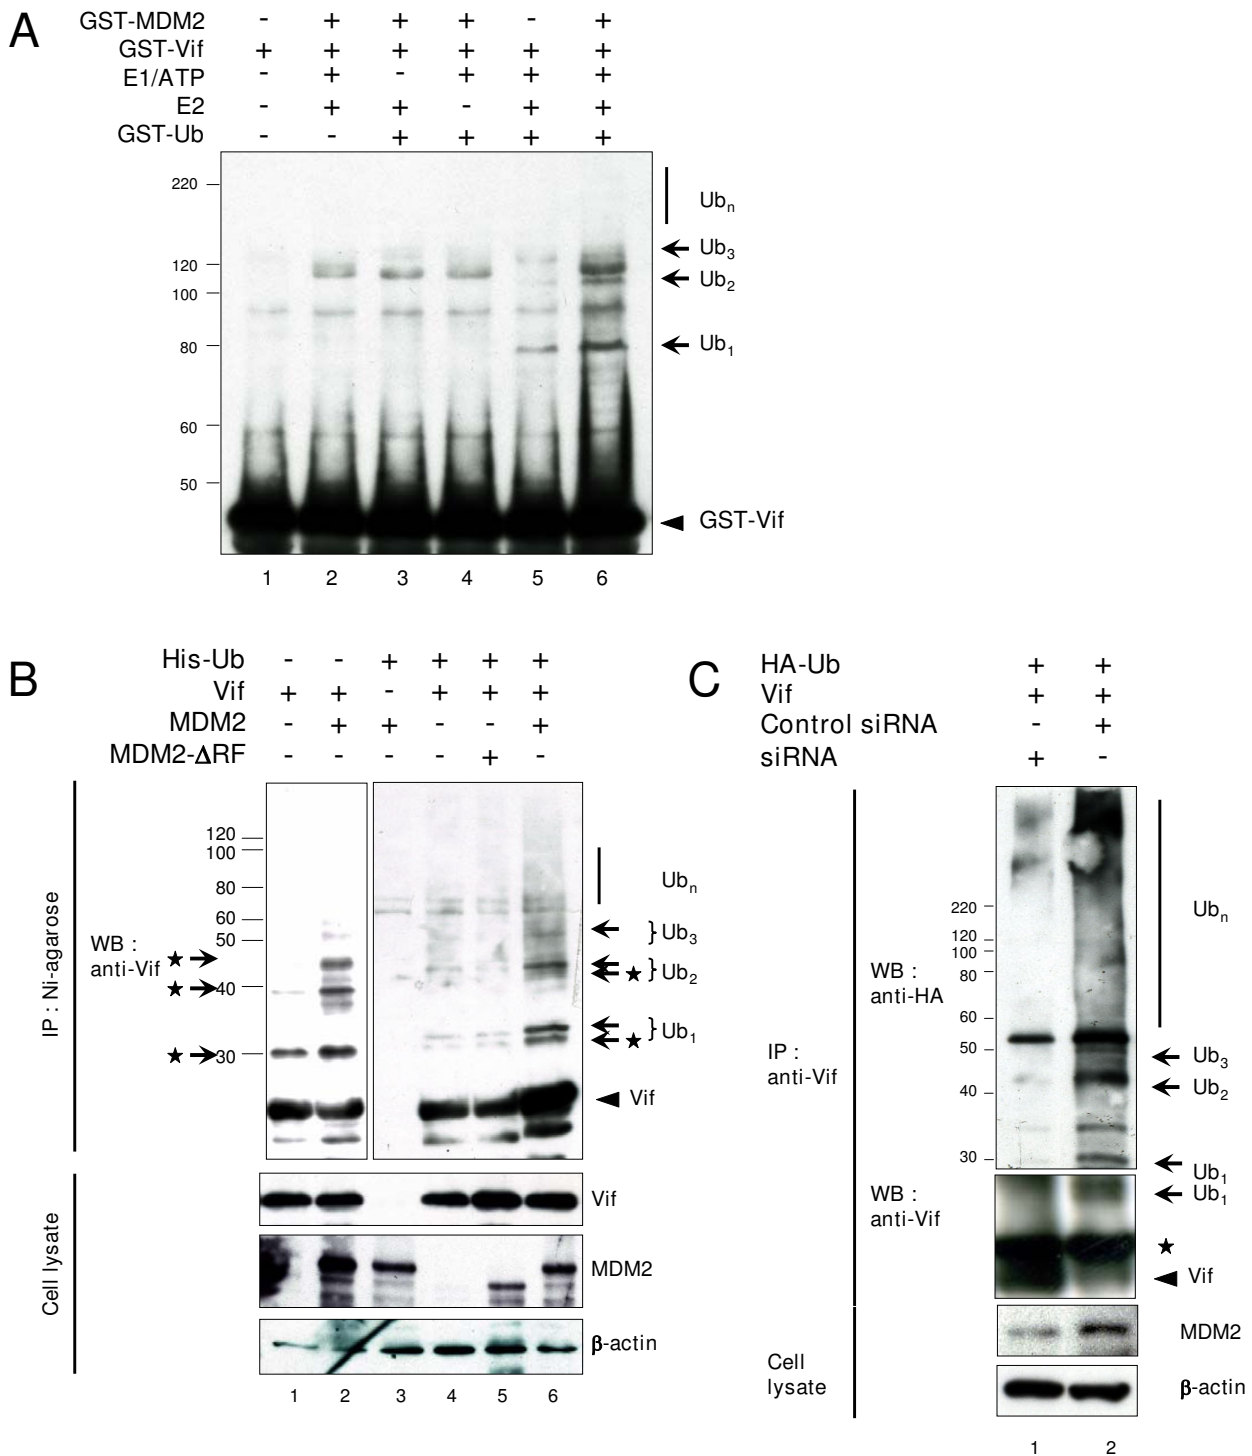 A
GST-MDM2 - + + + - +
GST-Vif + + + + + +
E1/ATP - + - + + +
E2 - + + - + +
GST-Ub - - + + + +
220
120
100
80
60
50
Ubn
Ub3
Ub2
Ub1
GST-Vif
1 2 3 4 5 6
B
His-Ub - - + + + +
Vif + + - + + +
MDM2 - + + - - +
MDM2-ΔRF - - - - + -
IP : Ni-agarose
WB :
anti-Vif
120
100
80
60
50
40
30
Ubn
Ub3
Ub2
Ub1
Vif
Cell lysate
Vif
MDM2
β-actin
1 2 3 4 5 6
C
HA-Ub + +
Vif + +
Control siRNA - +
siRNA + -
IP :
anti-Vif
WB :
anti-HA
220
120
100
80
60
50
40
30
Ubn
Ub3
Ub2
Ub1
WB :
anti-Vif
Ub1
Vif
Cell
lysate
MDM2
β-actin
1 2